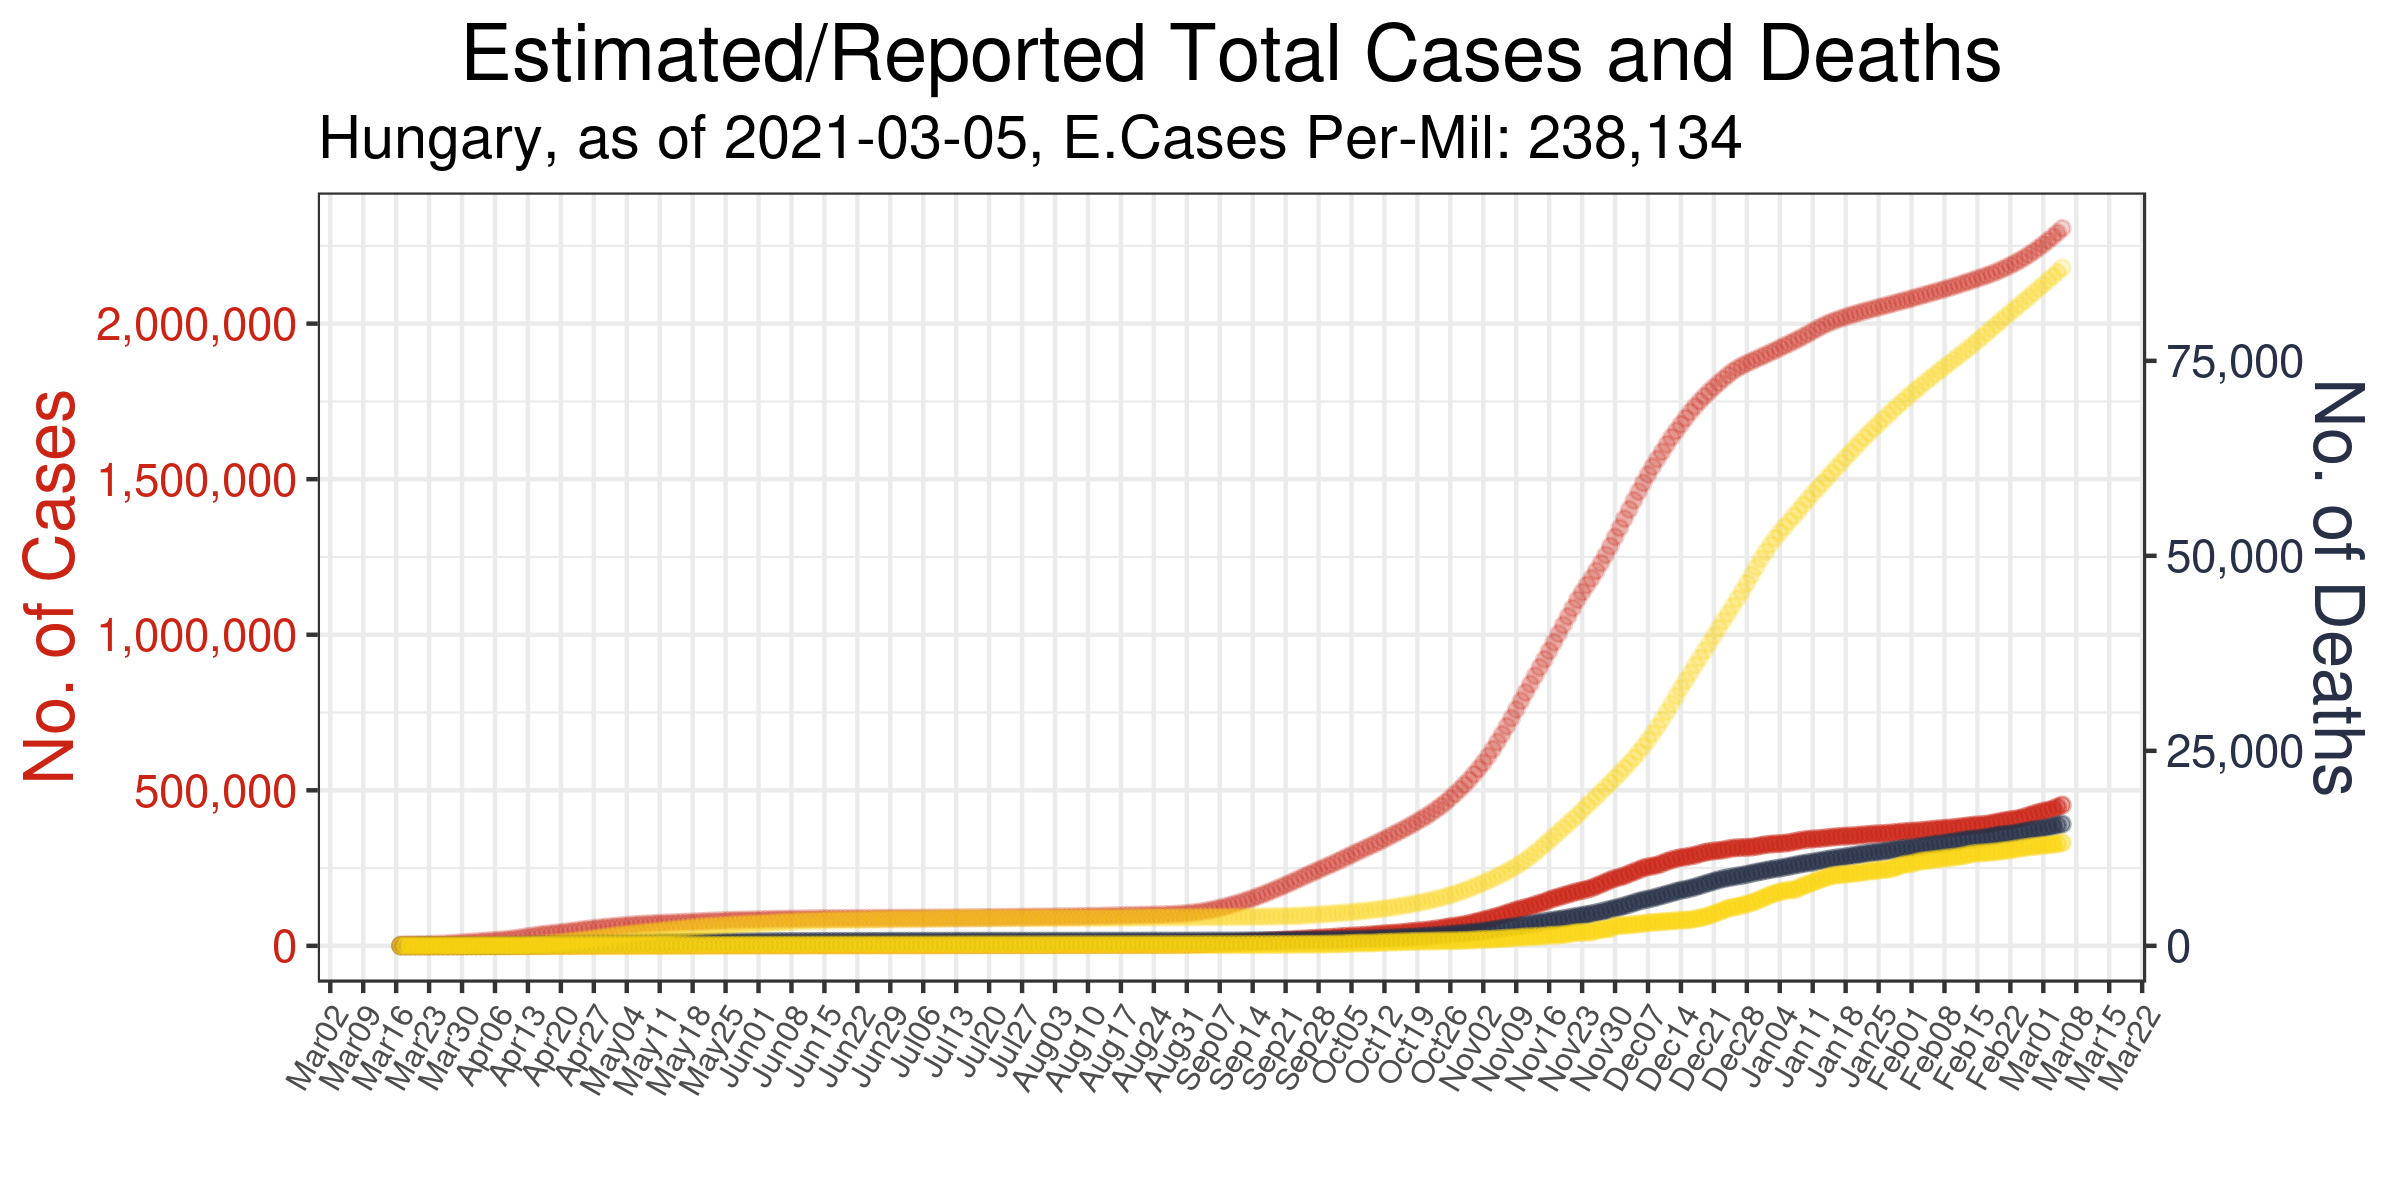 Estimated/Reported Total Cases and Deaths
Hungary, as of 2021-03-05, E.Cases Per-Mil: 238,134
No. of Cases
2,000,000
1,500,000
1,000,000
500,000
0
75,000
50,000
25,000
0
No. of Deaths
Mar02
Mar09
Mar16
Mar23
Mar30
Apr06
Apr13
Apr20
Apr27
May04
May11
May18
May25
Jun01
Jun08
Jun15
Jun22
Jun29
Jul06
Jul13
Jul20
Jul27
Aug03
Aug10
Aug17
Aug24
Aug31
Sep07
Sep14
Sep21
Sep28
Oct05
Oct12
Oct19
Oct26
Nov02
Nov09
Nov16
Nov23
Nov30
Dec07
Dec14
Dec21
Dec28
Jan04
Jan11
Jan18
Jan25
Feb01
Feb08
Feb15
Feb22
Mar01
Mar08
Mar15
Mar22